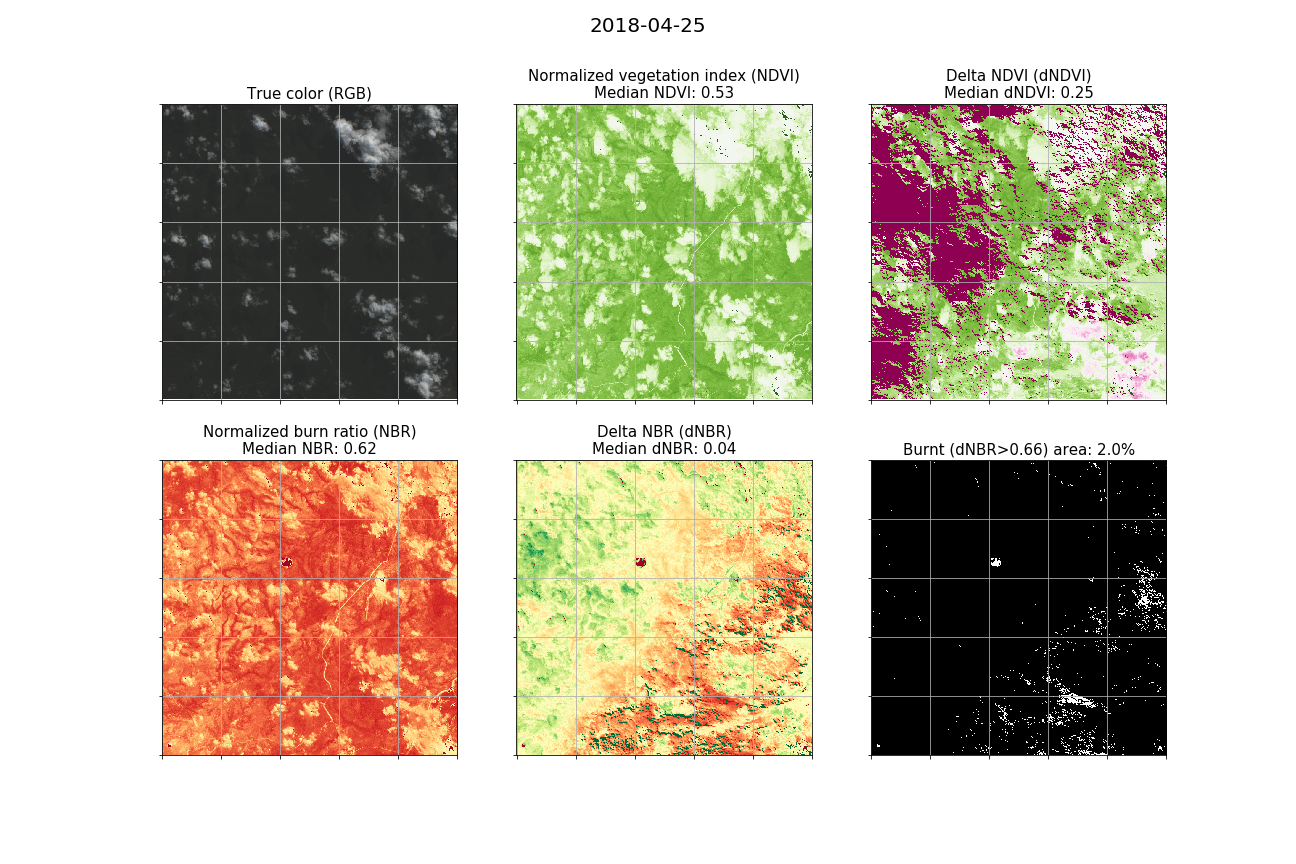 2018-04-25
True color (RGB)
Normalized vegetation index (NDVI)
Median NDVI: 0.53
Delta NDVI (dNDVI)
Median dNDVI: 0.25
Normalized burn ratio (NBR)
Median NBR: 0.62
Delta NBR (dNBR)
Median dNBR: 0.04
Burnt (dNBR>0.66) area: 2.0%